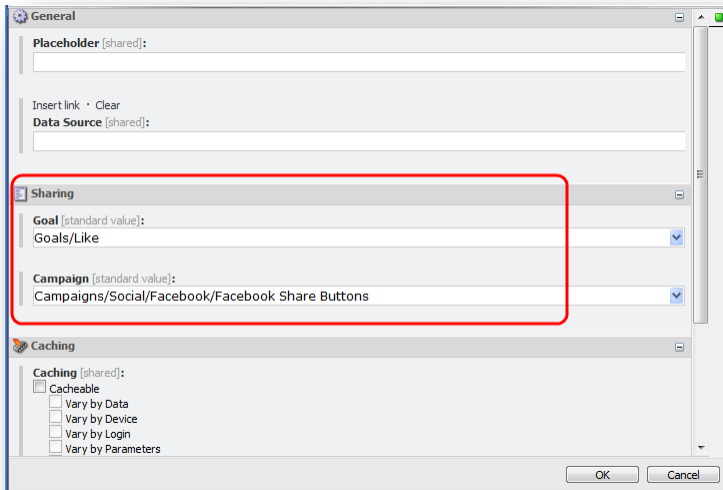 General
Placeholder [shared]:
Insert link · Clear
Data Source [shared]:
Sharing
Goal [standard value]:
Goals/Like
Campaign [standard value]:
Campaigns/Social/Facebook/Facebook Share Buttons
Caching
Caching [shared]:
Cacheable
Vary by Data
Vary by Device
Vary by Login
Vary by Parameters
OK Cancel